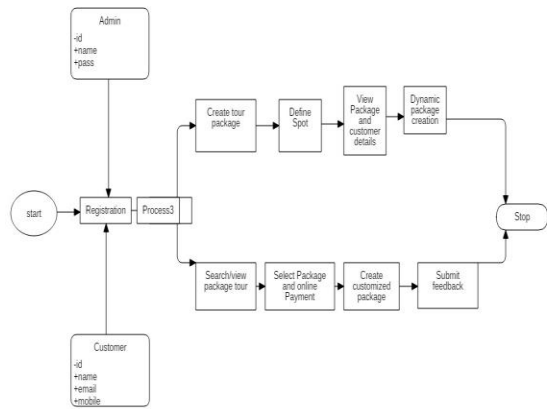 Admin
-id
+name
+pass
Create tour
package
Define
Spot
View
Package
and
customer
details
Dynamic
package
creation
start
Registration
Process3
Stop
Search/view
package tour
Select Package
and online
Payment
Create
customized
package
Submit
feedback
Customer
-id
+name
+email
+mobile